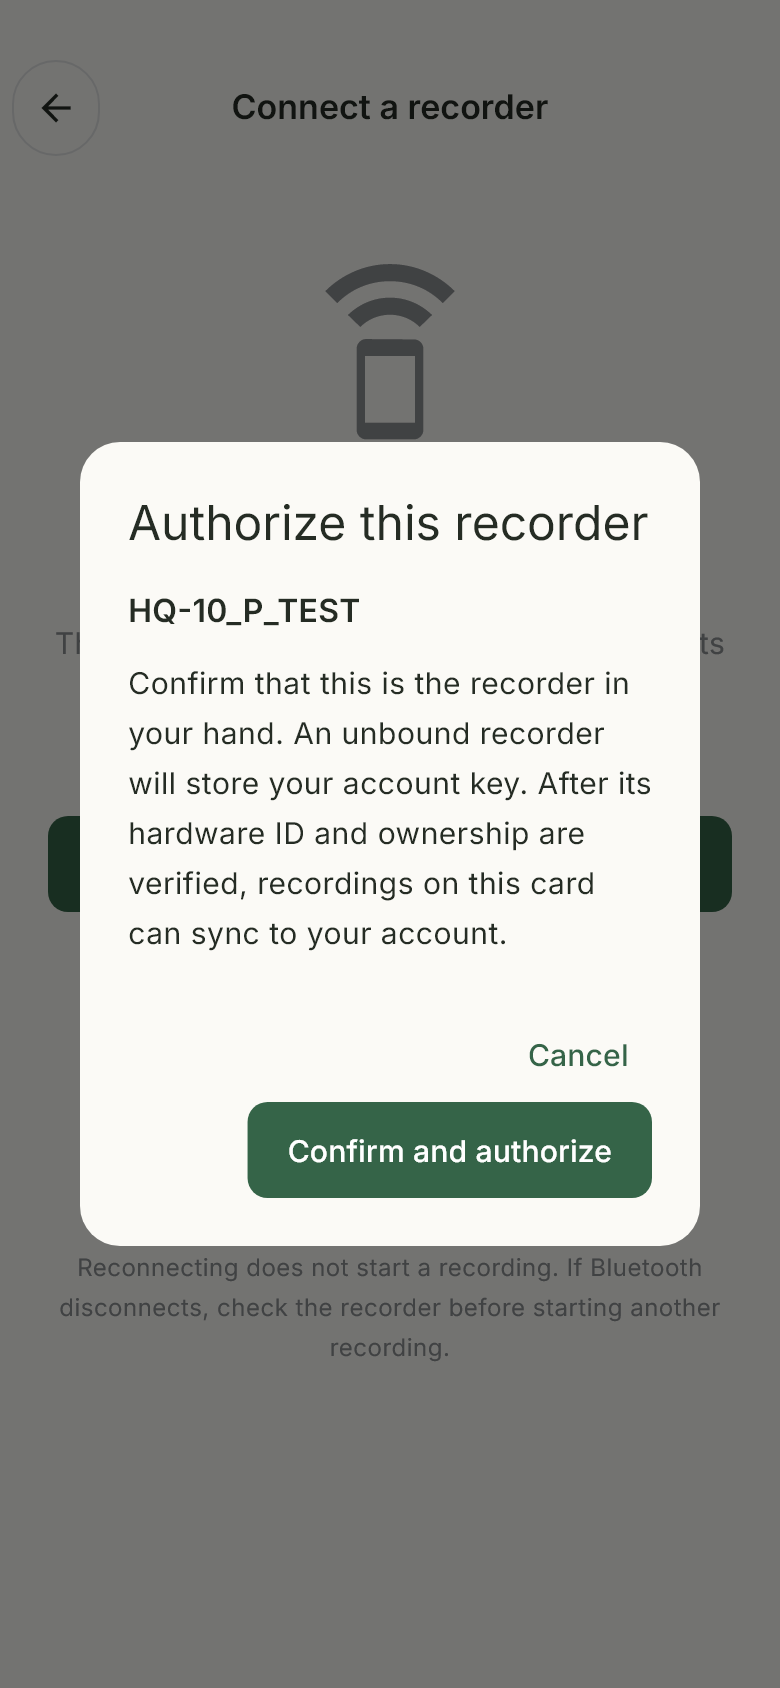 Connect a recorder
Authorize this recorder
HQ-10_P_TEST
Confirm that this is the recorder in
your hand. An unbound recorder
will store your account key. After its
hardware ID and ownership are
verified, recordings on this card
can sync to your account.
Cancel
Confirm and authorize
Reconnecting does not start a recording. If Bluetooth
disconnects, check the recorder before starting another
recording.